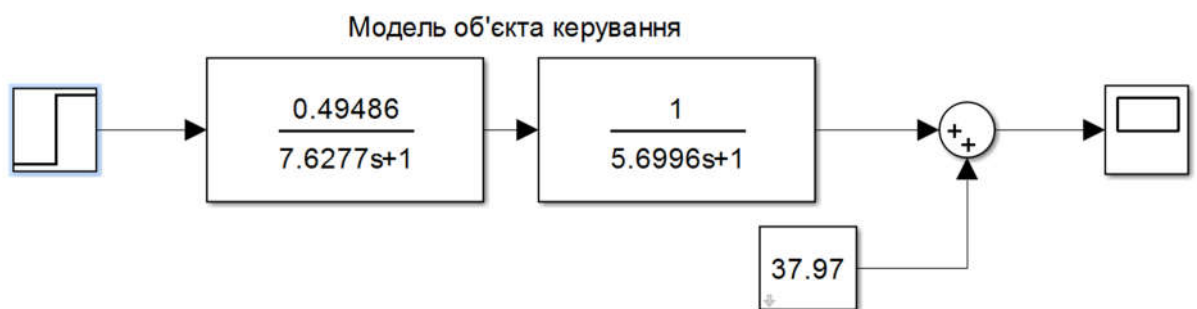 Модель об'єкта керування
0.49486
7.6277s+1
1
5.6996s+1
37.97